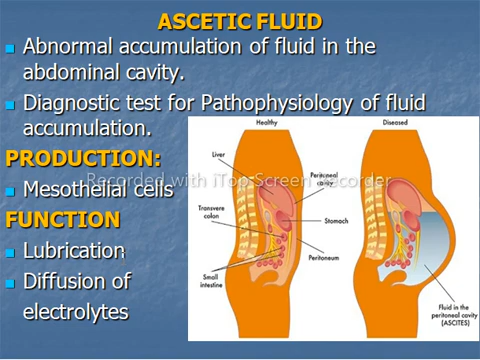 ASCETIC FLUID
Abnormal accumulation of fluid in the
abdominal cavity.
Diagnostic test for Pathophysiology of fluid
accumulation.
PRODUCTION:
Mesothelial cells
FUNCTION
Lubrication
Diffusion of
electrolytes
Recorded with iTop Screen Recorder
Healthy
Diseased
Liver
Peritoneal
cavity
Transvere
colon
Stomach
Peritoneum
Small
intestine
Fluid in the
peritoneal cavity
(ASCITES)